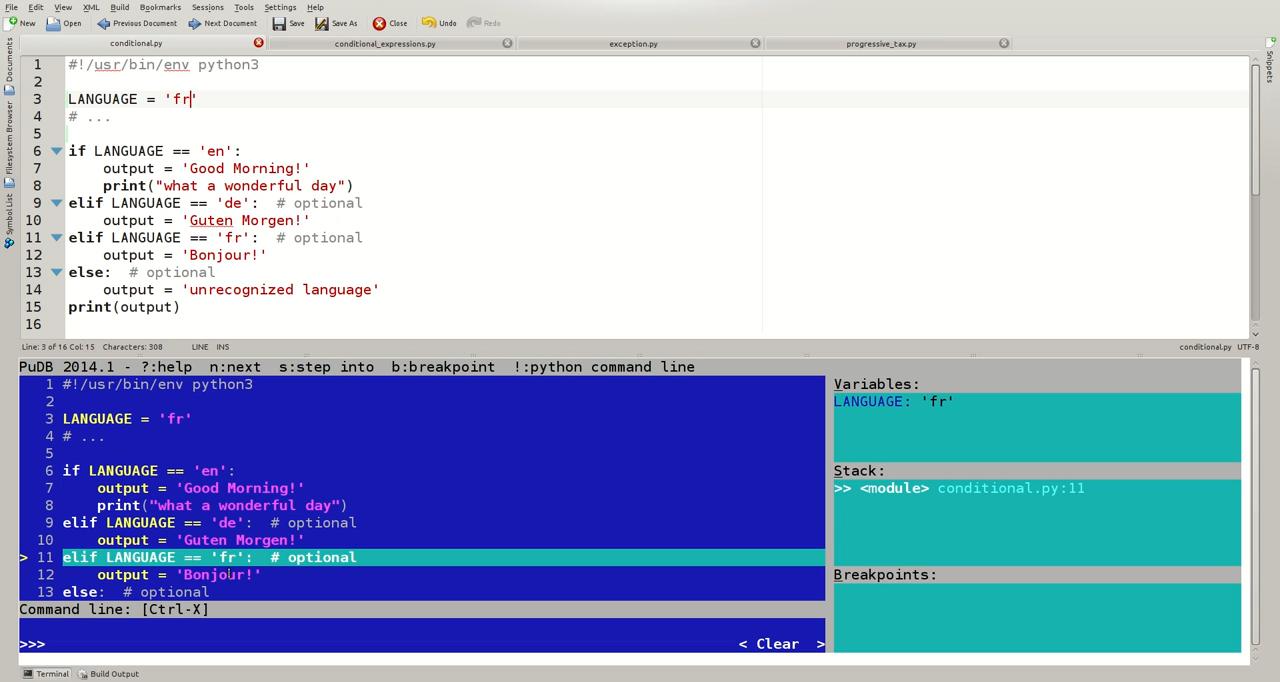 File Edit View XML Build Bookmarks Sessions Tools Settings Help
New Open Previous Document Next Document Save Save As Close Undo Redo
conditional.py conditional_expressions.py exception.py progressive_tax.py
Documents
Filesystem Browser
Symbol List
Snippets
1 #!/usr/bin/env python3
2
3 LANGUAGE = 'fr'
4 # ...
5
6 if LANGUAGE == 'en':
7 output = 'Good Morning!'
8 print("what a wonderful day")
9 elif LANGUAGE == 'de': # optional
10 output = 'Guten Morgen!'
11 elif LANGUAGE == 'fr': # optional
12 output = 'Bonjour!'
13 else: # optional
14 output = 'unrecognized language'
15 print(output)
16
Line: 3 of 16 Col: 15 Characters: 308 LINE INS conditional.py UTF-8
PuDB 2014.1 - ?:help n:next s:step into b:breakpoint !:python command line
1 #!/usr/bin/env python3
2
3 LANGUAGE = 'fr'
4 # ...
5
6 if LANGUAGE == 'en':
7 output = 'Good Morning!'
8 print("what a wonderful day")
9 elif LANGUAGE == 'de': # optional
10 output = 'Guten Morgen!'
> 11 elif LANGUAGE == 'fr': # optional
12 output = 'Bonjour!'
13 else: # optional
Command line: [Ctrl-X]
>>> < Clear >
Variables:
LANGUAGE: 'fr'
Stack:
>> <module> conditional.py:11
Breakpoints:
Terminal Build Output